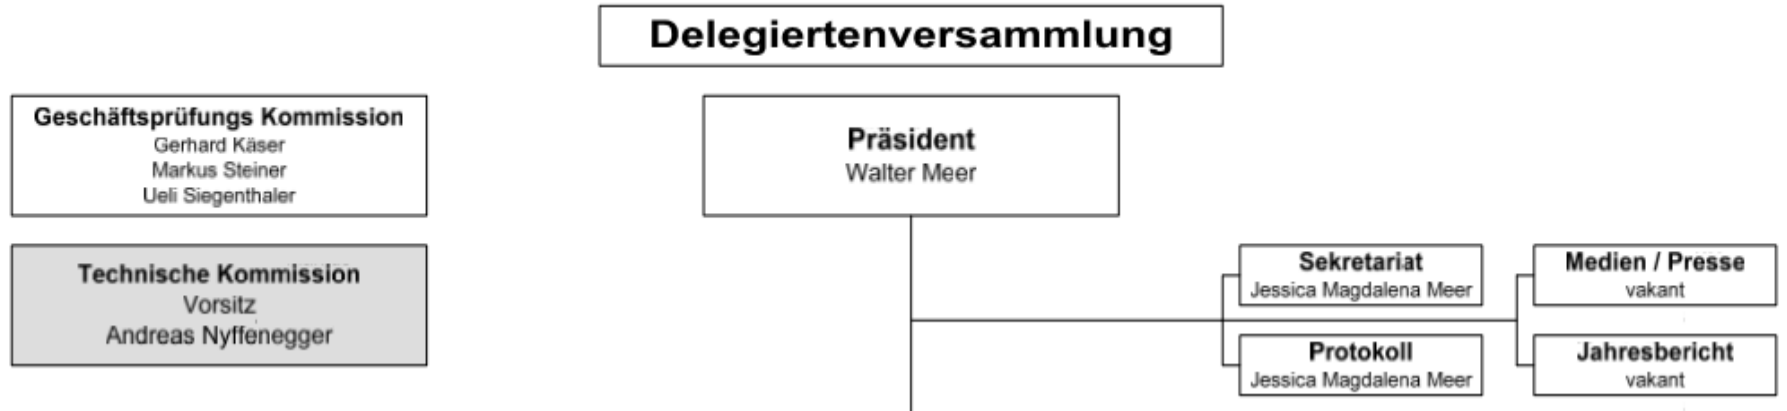 Delegiertenversammlung
Geschäftsprüfungs Kommission
Gerhard Käser
Markus Steiner
Ueli Siegenthaler
Präsident
Walter Meer
Technische Kommission
Vorsitz
Andreas Nyffenegger
Sekretariat
Jessica Magdalena Meer
Medien / Presse
vakant
Protokoll
Jessica Magdalena Meer
Jahresbericht
vakant